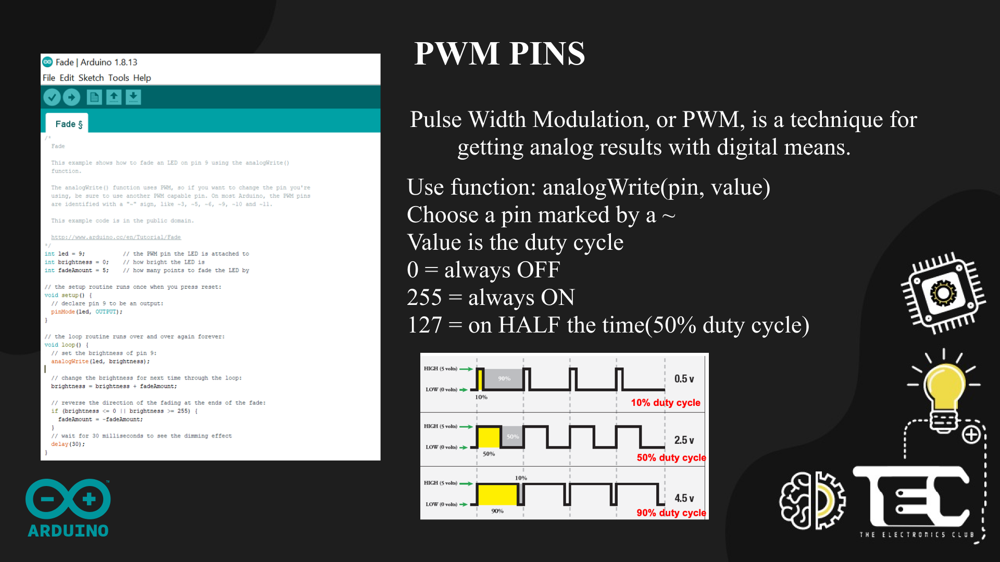 Fade | Arduino 1.8.13
File Edit Sketch Tools Help
Fade §
/*
Fade
This example shows how to fade an LED on pin 9 using the analogWrite()
function.
The analogWrite() function uses PWM, so if you want to change the pin you're
using, be sure to use another PWM capable pin. On most Arduino, the PWM pins
are identified with a "~" sign, like ~3, ~5, ~6, ~9, ~10 and ~11.
This example code is in the public domain.
http://www.arduino.cc/en/Tutorial/Fade
*/
int led = 9; // the PWM pin the LED is attached to
int brightness = 0; // how bright the LED is
int fadeAmount = 5; // how many points to fade the LED by
// the setup routine runs once when you press reset:
void setup() {
// declare pin 9 to be an output:
pinMode(led, OUTPUT);
}
// the loop routine runs over and over again forever:
void loop() {
// set the brightness of pin 9:
analogWrite(led, brightness);
// change the brightness for next time through the loop:
brightness = brightness + fadeAmount;
// reverse the direction of the fading at the ends of the fade:
if (brightness <= 0 || brightness >= 255) {
fadeAmount = -fadeAmount;
}
// wait for 30 milliseconds to see the dimming effect
delay(30);
}
ARDUINO
™
PWM PINS
Pulse Width Modulation, or PWM, is a technique for
getting analog results with digital means.
Use function: analogWrite(pin, value)
Choose a pin marked by a ~
Value is the duty cycle
0 = always OFF
255 = always ON
127 = on HALF the time(50% duty cycle)
HIGH (5 volts)
90%
0.5 v
LOW (0 volts)
10%
10% duty cycle
HIGH (5 volts)
50%
2.5 v
LOW (0 volts)
50%
50% duty cycle
10%
HIGH (5 volts)
4.5 v
LOW (0 volts)
90%
90% duty cycle
TEC
THE ELECTRONICS CLUB